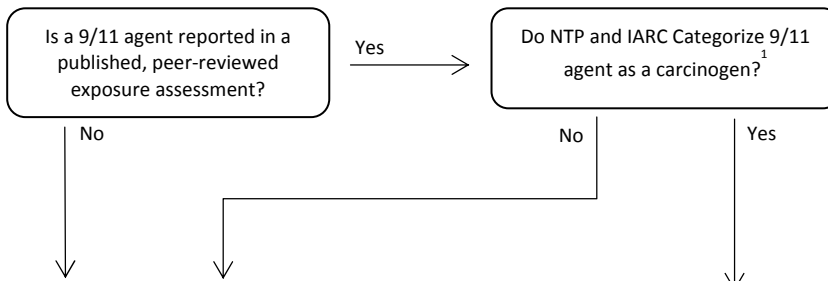 Is a 9/11 agent reported in a
published, peer-reviewed
exposure assessment?
Yes
Do NTP and IARC Categorize 9/11
agent as a carcinogen?1
No
No
Yes